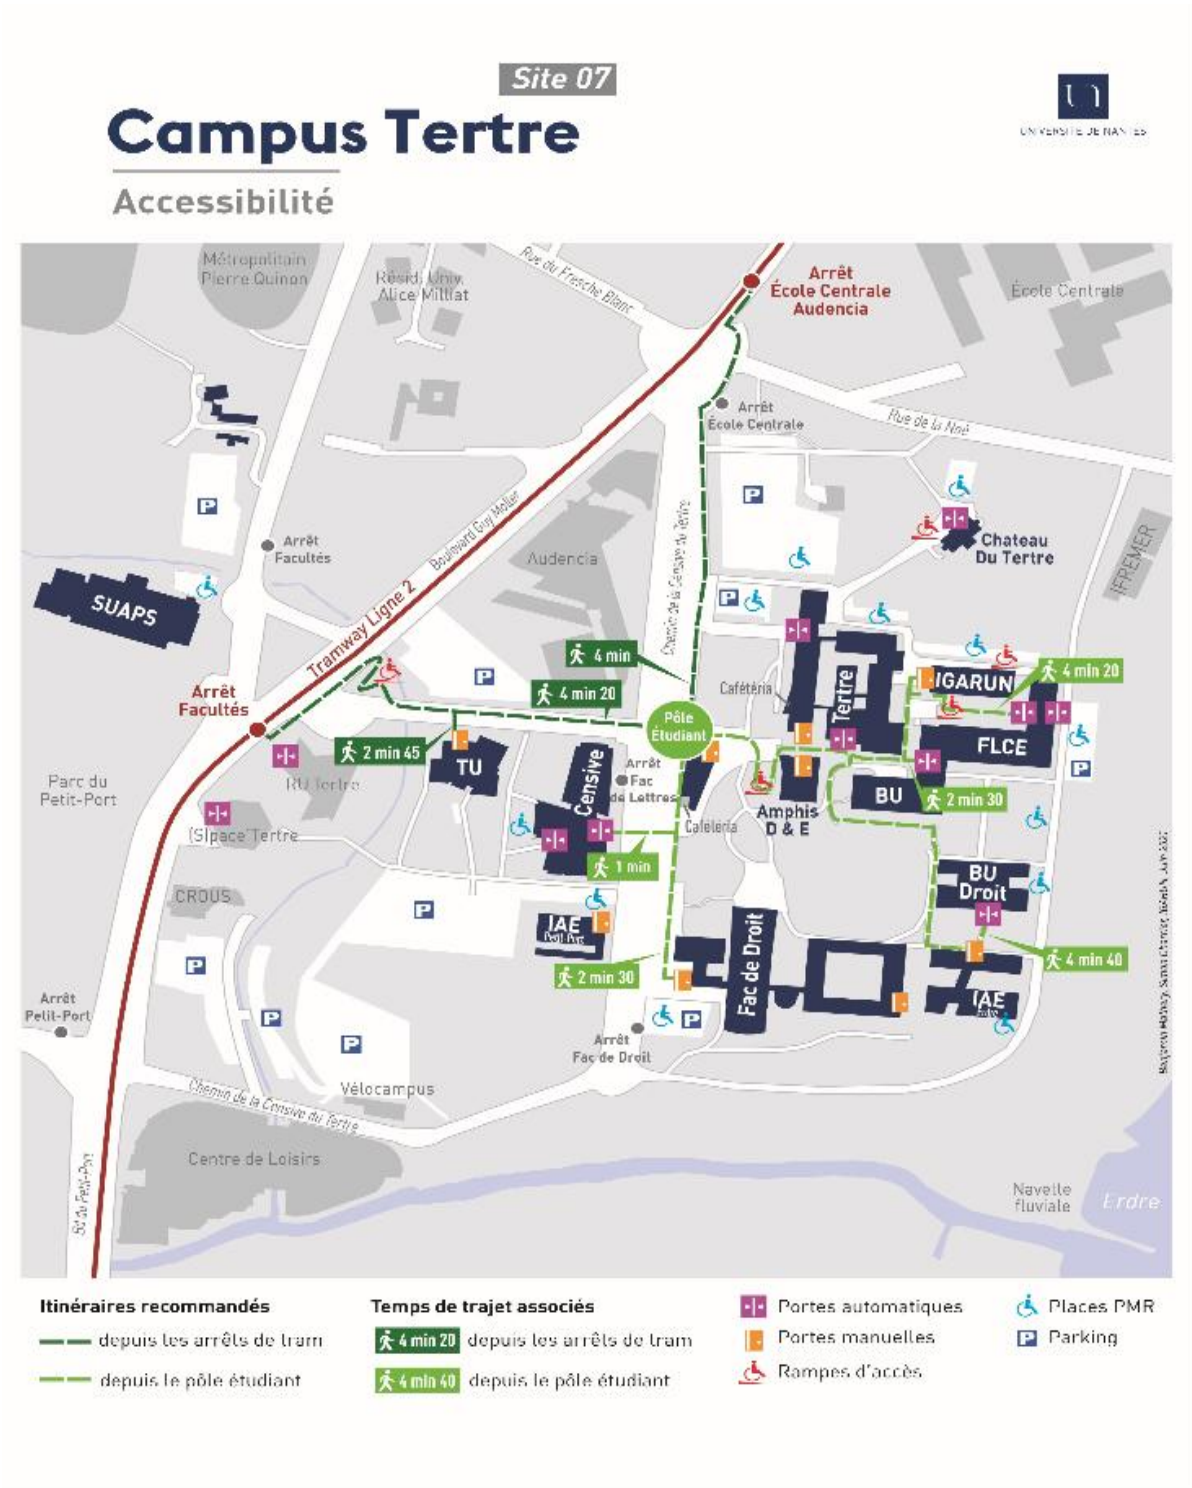 Site 07
Campus Tertre
Accessibilité
UNIVERSITE DE NANTES
Métropolitain
Pierre Quinon
Résid. Univ.
Alice Milliat
Rue du Fresche Blanc
Arrêt
École Centrale
Audencia
École Centrale
Arrêt
École Centrale
Rue de la Noë
P
P
Boulevard Guy Mollet
Arrêt
Facultés
Audencia
Chemin de la Censive du Tertre
Chateau
Du Tertre
IFREMER
SUAPS
P
Tramway Ligne 2
4 min
P
4 min 20
Cafétéria
Tertre
IGARUN
4 min 20
Arrêt
Facultés
Pôle
Étudiant
2 min 45
TU
Censive
Arrêt
Fac
de Lettres
FLCE
P
Parc du
Petit-Port
RU Tertre
BU
2 min 30
(S)pace Tertre
Cafétéria
Amphis
D & E
1 min
BU
Droit
CROUS
P
IAE
Petit-Port
Fac de Droit
4 min 40
P
2 min 30
IAE
Arrêt
Petit-Port
P
P
P
Arrêt
Fac de Droit
Vélocampus
Chemin de la Censive du Tertre
Centre de Loisirs
Bd du Petit-Port
Navette
fluviale
Erdre
Itinéraires recommandés
depuis les arrêts de tram
depuis le pôle étudiant
Temps de trajet associés
4 min 20 depuis les arrêts de tram
4 min 40 depuis le pôle étudiant
Portes automatiques
Portes manuelles
Rampes d'accès
Places PMR
P Parking